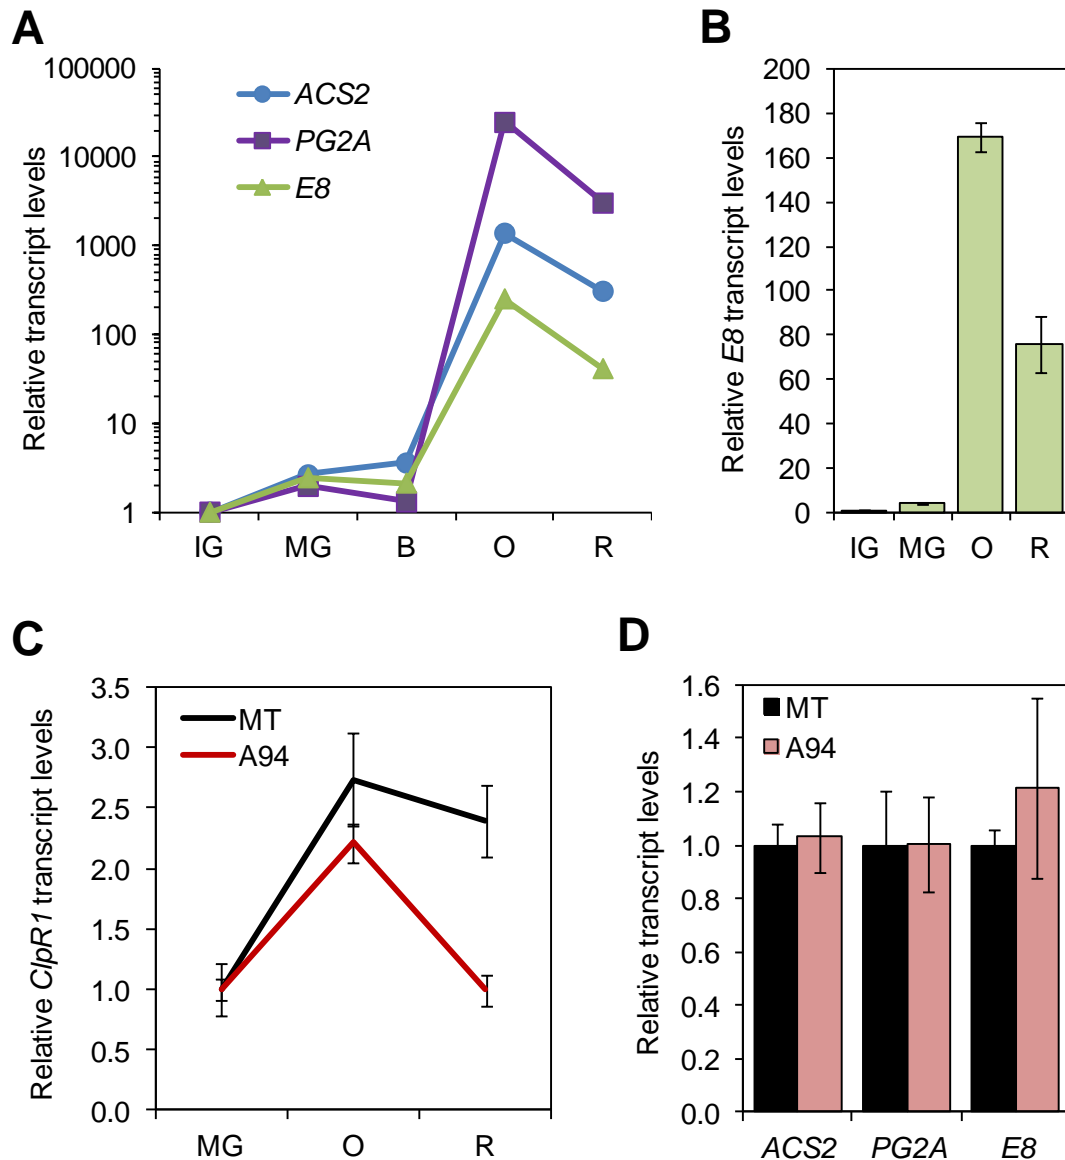 A
Relative transcript levels
100000
10000
1000
100
10
1
ACS2
PG2A
E8
IG MG B O R
B
Relative E8 transcript levels
200
180
160
140
120
100
80
60
40
20
0
IG MG O R
C
Relative ClpR1 transcript levels
3.5
3.0
2.5
2.0
1.5
1.0
0.5
0.0
MT
A94
MG O R
D
Relative transcript levels
1.6
1.4
1.2
1.0
0.8
0.6
0.4
0.2
0.0
MT
A94
ACS2 PG2A E8